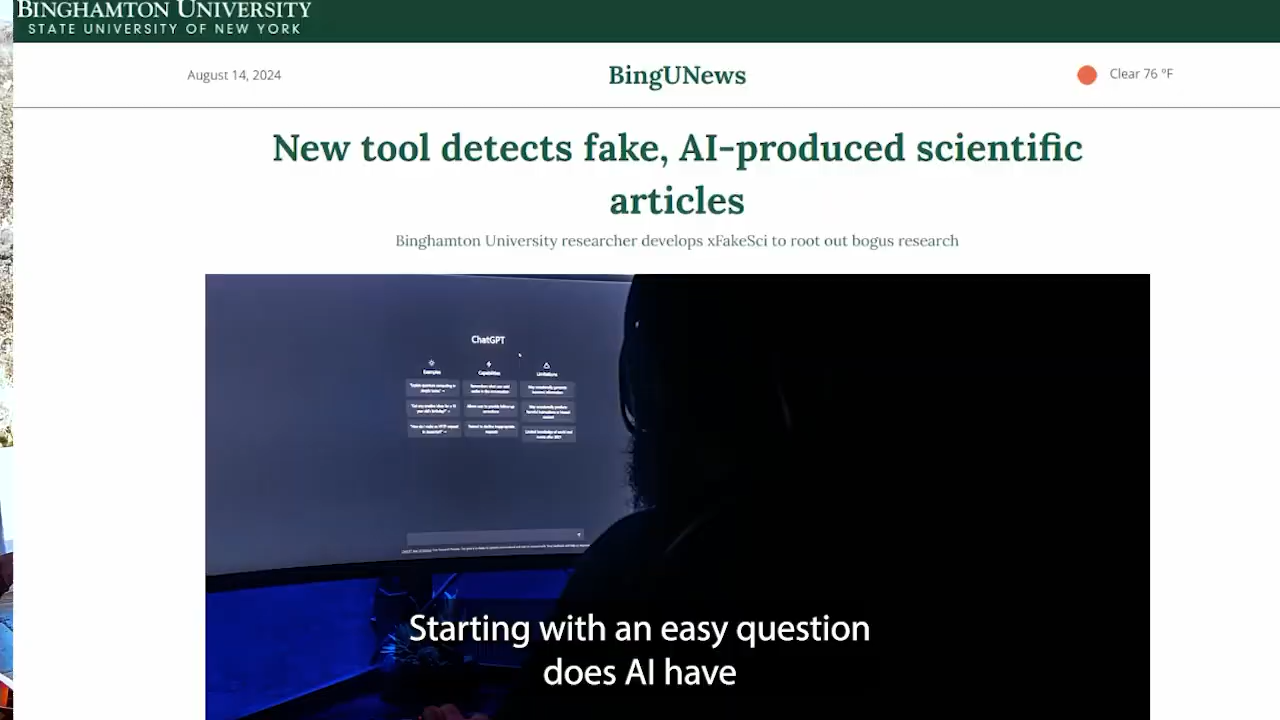 BINGHAMTON UNIVERSITY
STATE UNIVERSITY OF NEW YORK
August 14, 2024
BingUNews
Clear 76 °F
New tool detects fake, AI-produced scientific
articles
Binghamton University researcher develops xFakeSci to root out bogus research
ChatGPT
Examples
Capabilities
Limitations
Starting with an easy question
does AI have